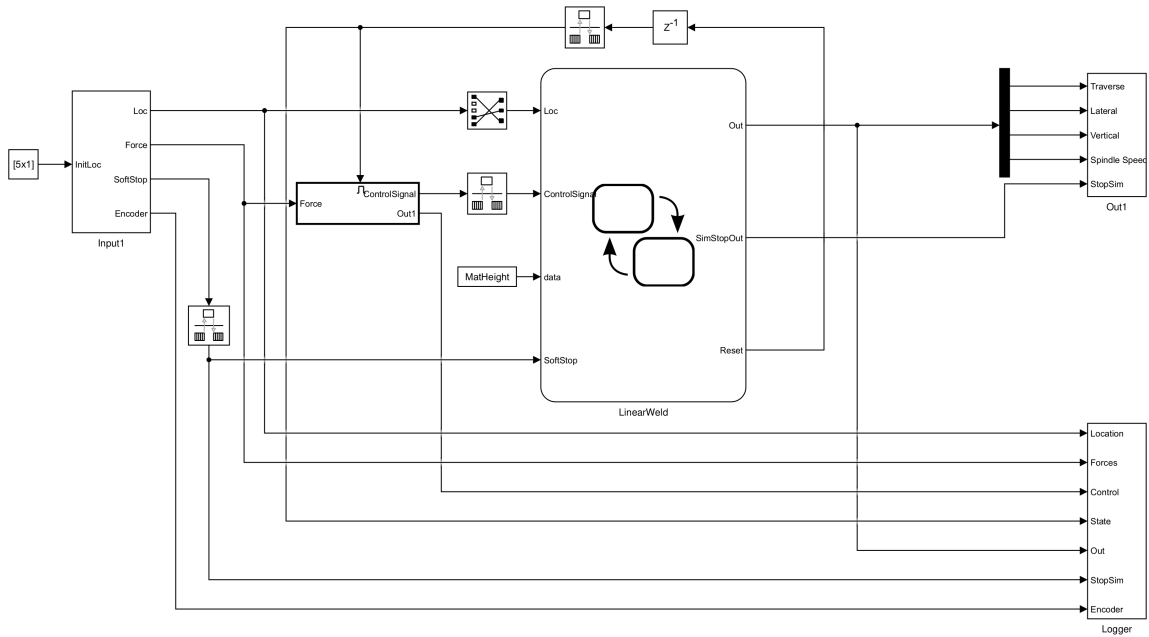 Z-1
[5x1]
InitLoc
Loc
Force
SoftStop
Encoder
Input1
Force
ControlSignal
Out1
Loc
ControlSignal
MatHeight
data
SoftStop
Out
SimStopOut
Reset
LinearWeld
Traverse
Lateral
Vertical
Spindle Speed
StopSim
Out1
Location
Forces
Control
State
Out
StopSim
Encoder
Logger